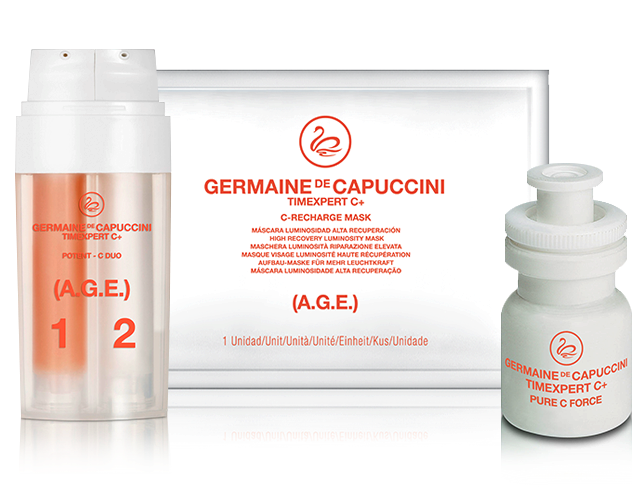 GERMAINE DE CAPUCCINI
TIMEXPERT C+
POTENT - C DUO
(A.G.E.)
1 2
GERMAINE DE CAPUCCINI
TIMEXPERT C+
C-RECHARGE MASK
MÁSCARA LUMINOSIDAD ALTA RECUPERACIÓN
HIGH RECOVERY LUMINOSITY MASK
MASCHERA LUMINOSITÀ RIPARAZIONE ELEVATA
MASQUE VISAGE LUMINOSITÉ HAUTE RÉCUPÉRATION
AUFBAU-MASKE FÜR MEHR LEUCHTKRAFT
MÁSCARA LUMINOSIDADE ALTA RECUPERAÇÃO
(A.G.E.)
1 Unidad/Unit/Unità/Unité/Einheit/Kus/Unidade
GERMAINE DE CAPUCCINI
TIMEXPERT C+
PURE C FORCE